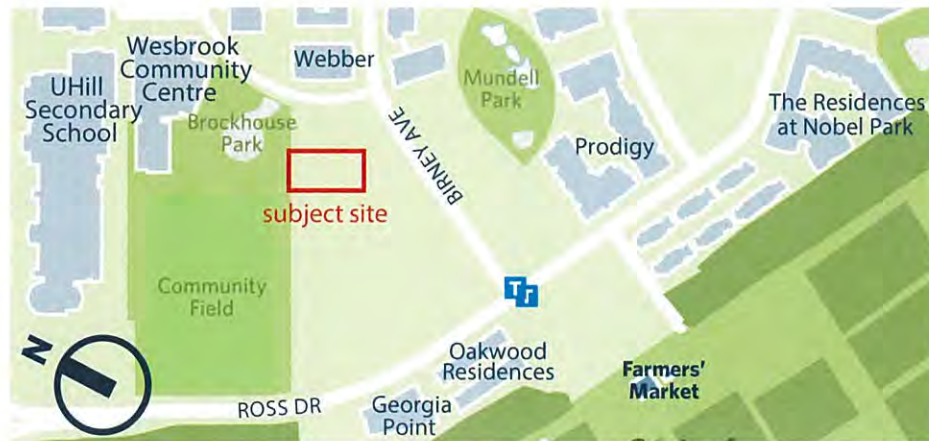 Wesbrook
Community
Centre
UHill
Secondary
School
Webber
Mundell
Park
Brockhouse
Park
BIRNEY AVE
Prodigy
The Residences
at Nobel Park
subject site
Community
Field
N
Oakwood
Residences
Farmers'
Market
ROSS DR
Georgia
Point